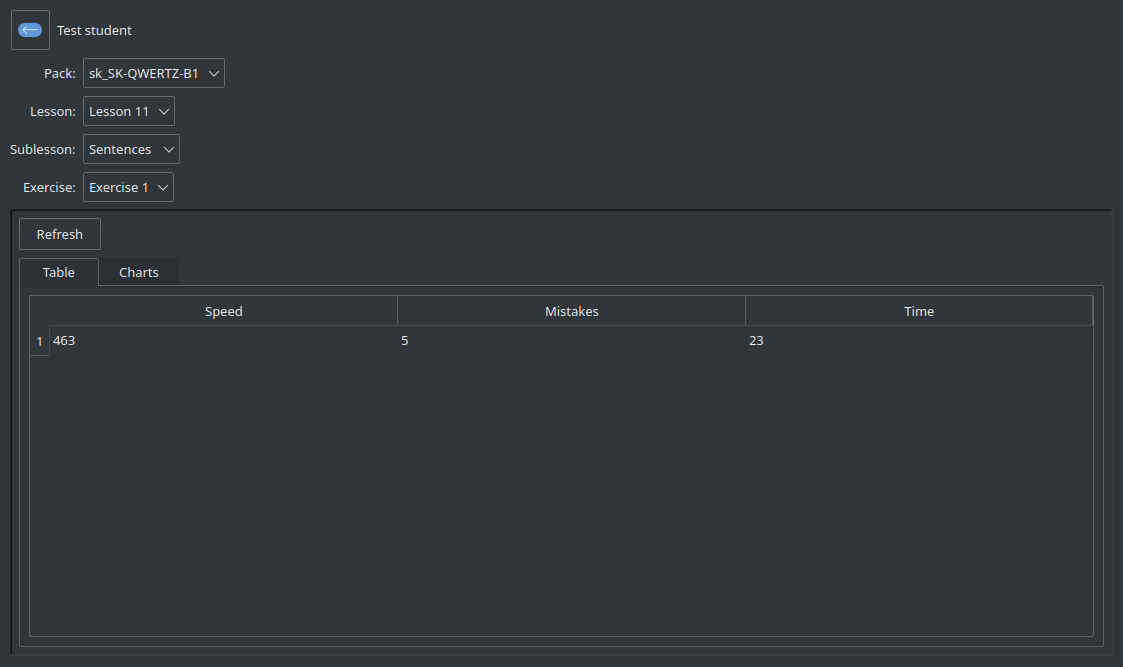 Test student
Pack: sk_SK-QWERTZ-B1
Lesson: Lesson 11
Sublesson: Sentences
Exercise: Exercise 1
Refresh
Table Charts
Speed Mistakes Time
1 463 5 23